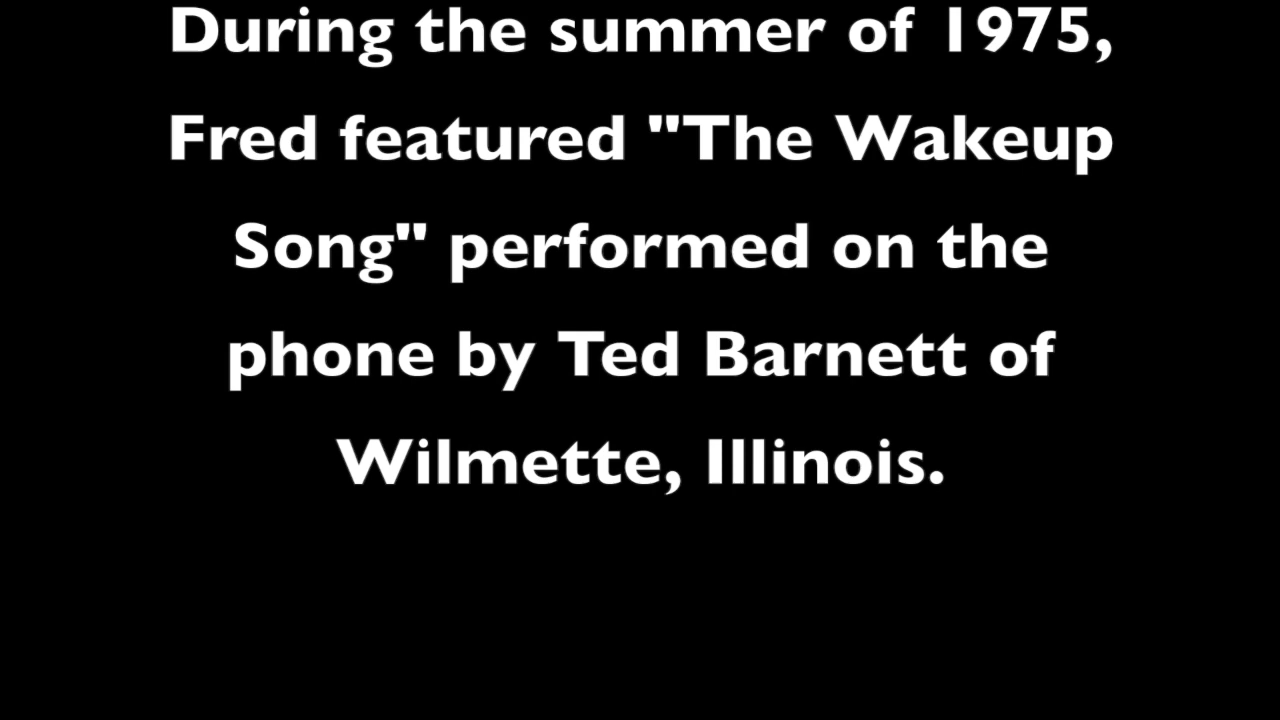 During the summer of 1975,
Fred featured "The Wakeup
Song" performed on the
phone by Ted Barnett of
Wilmette, Illinois.